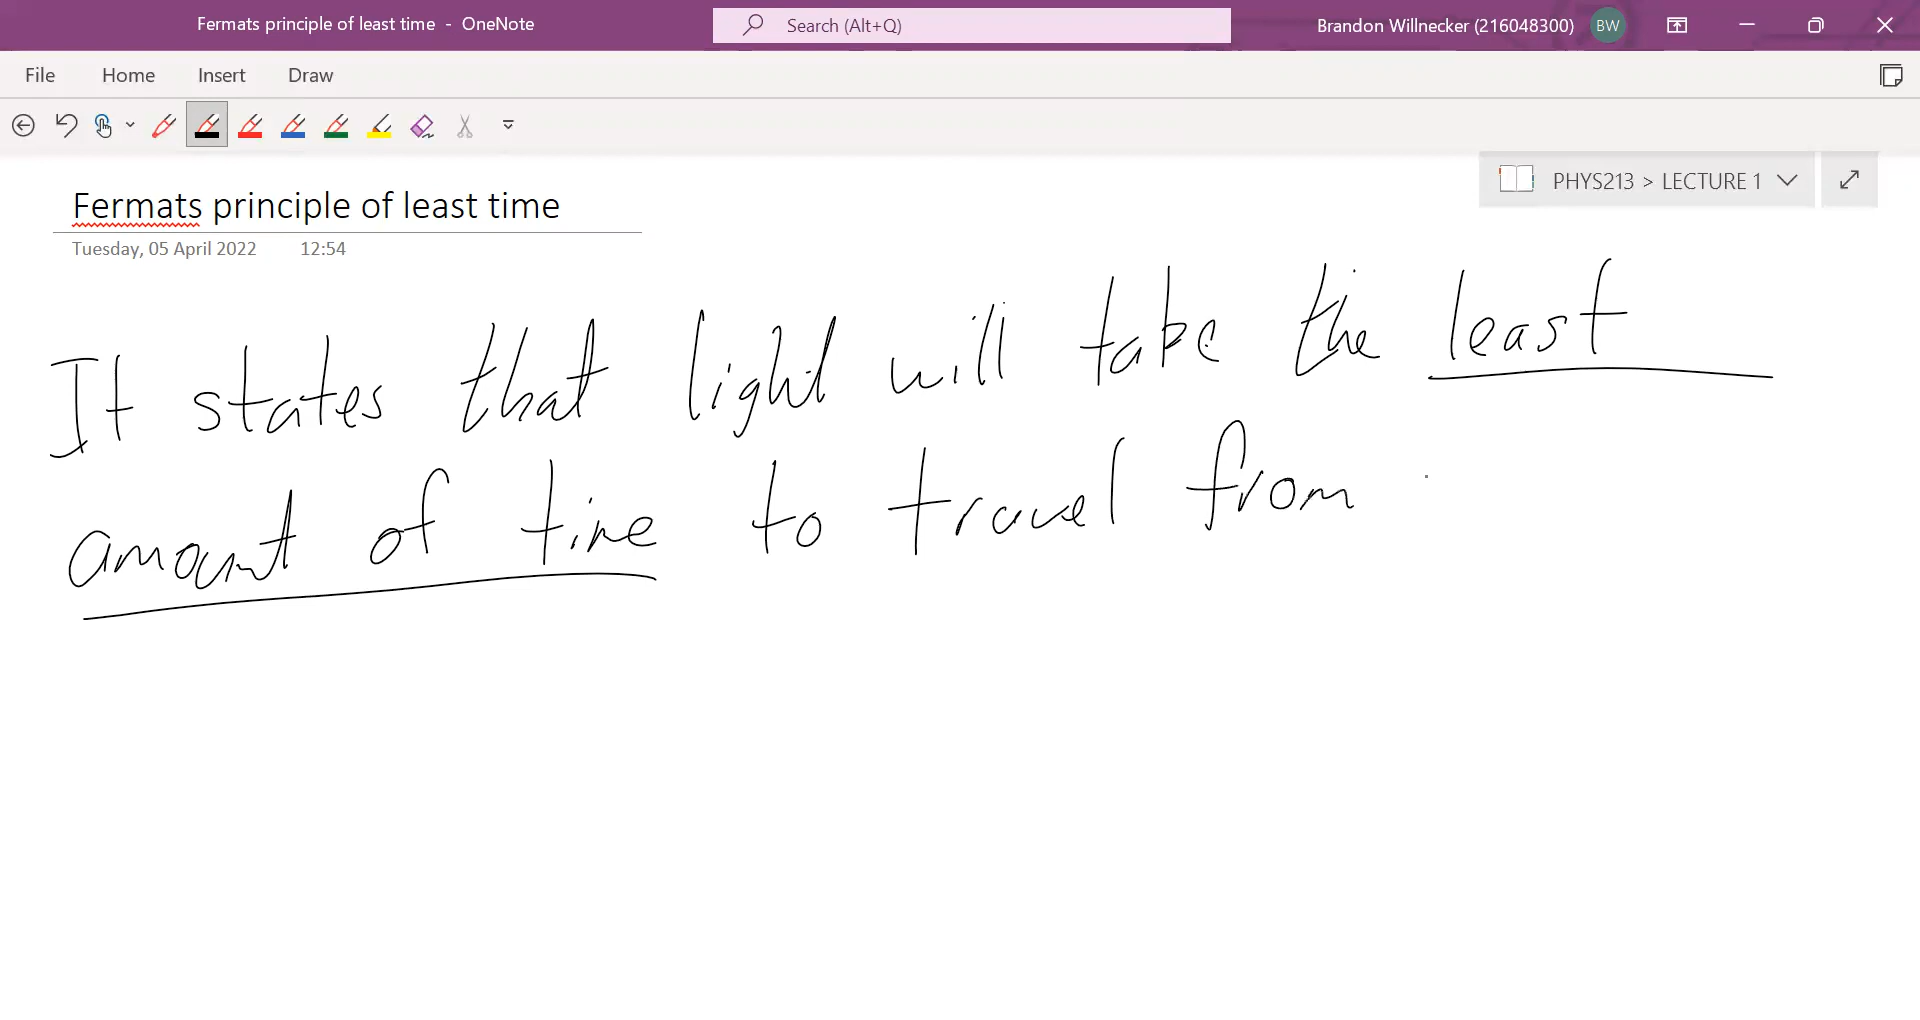 Fermats principle of least time - OneNote
Search (Alt+Q)
Brandon Willnecker (216048300)
BW
File Home Insert Draw
PHYS213 > LECTURE 1
Fermats principle of least time
Tuesday, 05 April 2022 12:54
It states that light will take the least
amount of time to travel from